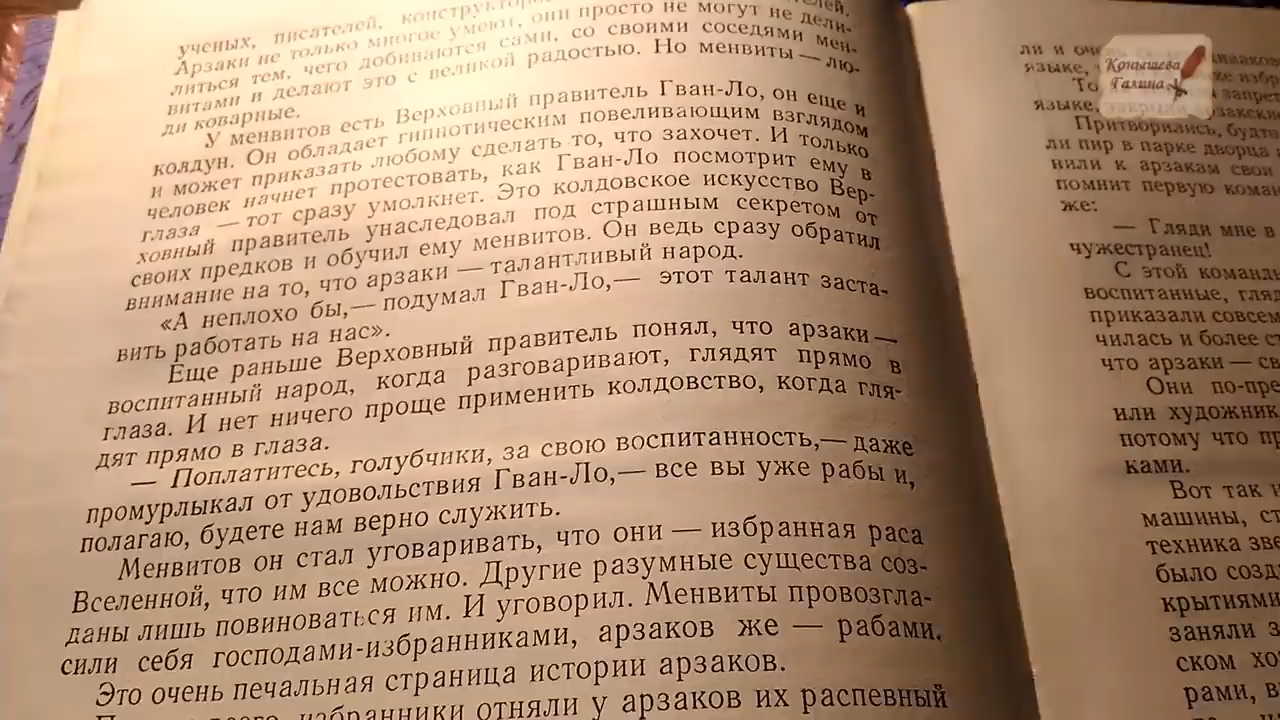 ученых, писателей, конструкторов
Арзаки не только многое умеют, они просто не могут не дели-
литься тем, чего добиваются сами, со своими соседями мен-
витами и делают это с великой радостью. Но менвиты — лю-
ди коварные.
У менвитов есть Верховный правитель Гван-Ло, он еще и
колдун. Он обладает гипнотическим повелевающим взглядом
и может приказать любому сделать то, что захочет. И только
человек начнет протестовать, как Гван-Ло посмотрит ему в
глаза — тот сразу умолкнет. Это колдовское искусство Вер-
ховный правитель унаследовал под страшным секретом от
своих предков и обучил ему менвитов. Он ведь сразу обратил
внимание на то, что арзаки — талантливый народ.
«А неплохо бы,— подумал Гван-Ло,— этот талант заста-
вить работать на нас».
Еще раньше Верховный правитель понял, что арзаки —
воспитанный народ, когда разговаривают, глядят прямо в
глаза. И нет ничего проще применить колдовство, когда гля-
дят прямо в глаза.
— Поплатитесь, голубчики, за свою воспитанность,— даже
промурлыкал от удовольствия Гван-Ло,— все вы уже рабы и,
полагаю, будете нам верно служить.
Менвитов он стал уговаривать, что они — избранная раса
Вселенной, что им все можно. Другие разумные существа соз-
даны лишь повиноваться им. И уговорил. Менвиты провозгла-
сили себя господами-избранниками, арзаков же — рабами.
Это очень печальная страница истории арзаков.
избранники отняли у арзаков их распевный
ли и
языке,
То запрет
языке,
Притворились, будто
ли пир в парке дворца
нили к арзакам свои
помнит первую коман
же:
— Гляди мне в
чужестранец!
С этой команды
воспитанные, гляд
приказали совсем
чилась и более ст
что арзаки — св
Они по-пре
или художник
потому что пр
ками.
Вот так
машины, ст
техника зве
было созд
крытиями
заняли з
ском хо
рами, в
Конышева
Галина